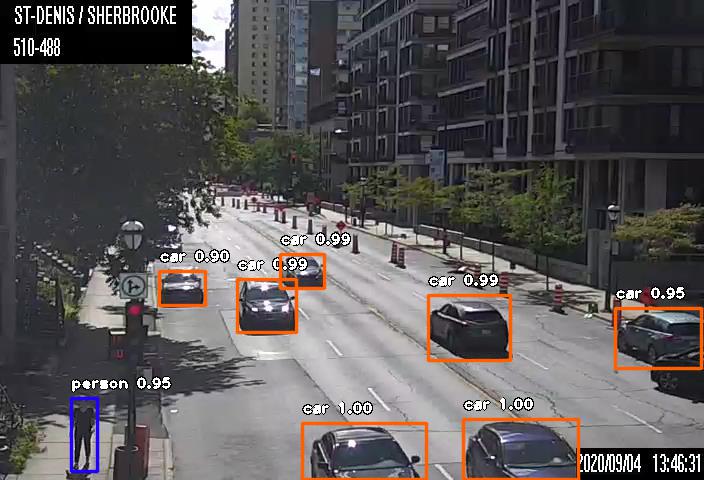 ST-DENIS / SHERBROOKE
510-488
car 0.99
car 0.90
car 0.99
car 0.99
car 0.95
person 0.95
car 1.00
car 1.00
2020/09/04 13:46:31